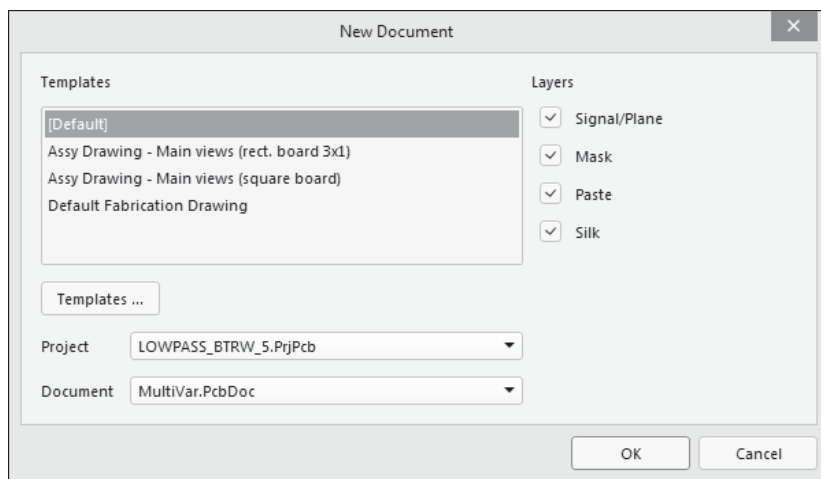 New Document
Templates
[Default]
Assy Drawing - Main views (rect. board 3x1)
Assy Drawing - Main views (square board)
Default Fabrication Drawing
Layers
Signal/Plane
Mask
Paste
Silk
Templates ...
Project LOWPASS_BTRW_5.PrjPcb
Document MultiVar.PcbDoc
OK Cancel